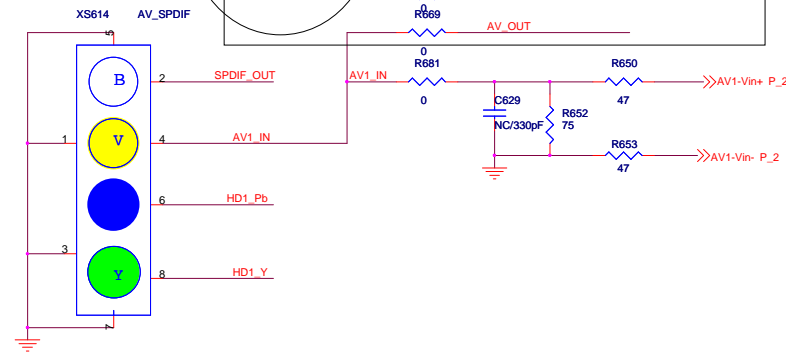 0
XS614 AV_SPDIF R669 AV_OUT
5 0
B 2 SPDIF_OUT AV1_IN R681 R650 AV1-Vin+ P_2
0 47
C629
NC/330pF R652
75
1 V 4 AV1_IN R653
AV1-Vin- P_2
47
6 HD1_Pb
3
Y 8 HD1_Y
7